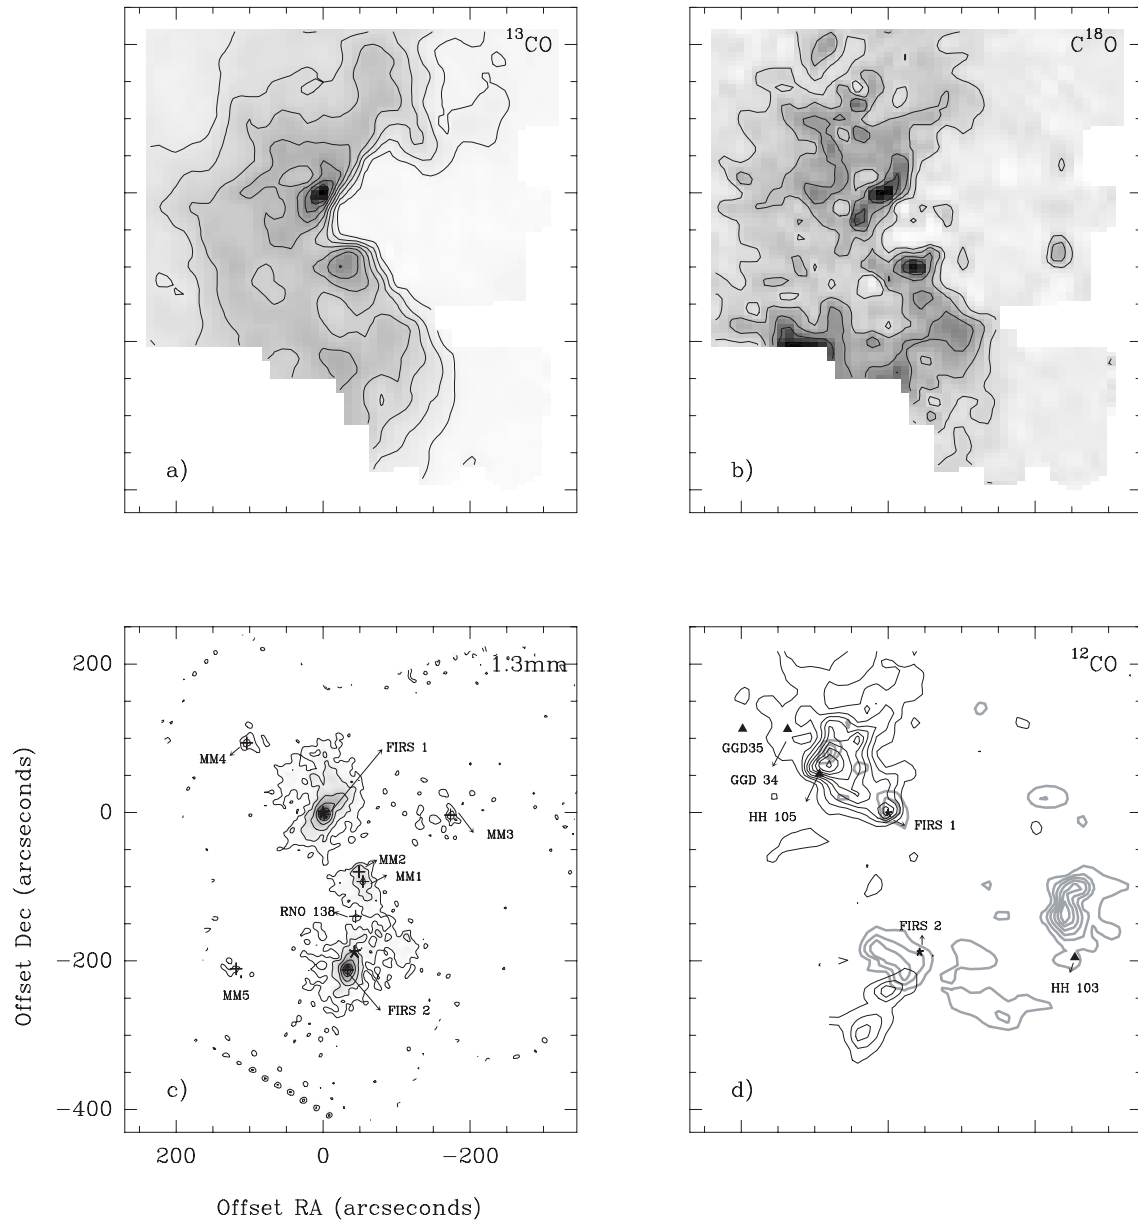 ¹³CO
C¹⁸O
a)
b)
1.3mm
¹²CO
200
0
−200
−400
FIRS 1
MM4
MM3
MM2
MM1
RNO 138
MM5
FIRS 2
c)
GGD35
GGD 34
HH 105
FIRS 1
FIRS 2
HH 103
d)
200
0
−200
Offset Dec (arcseconds)
Offset RA (arcseconds)